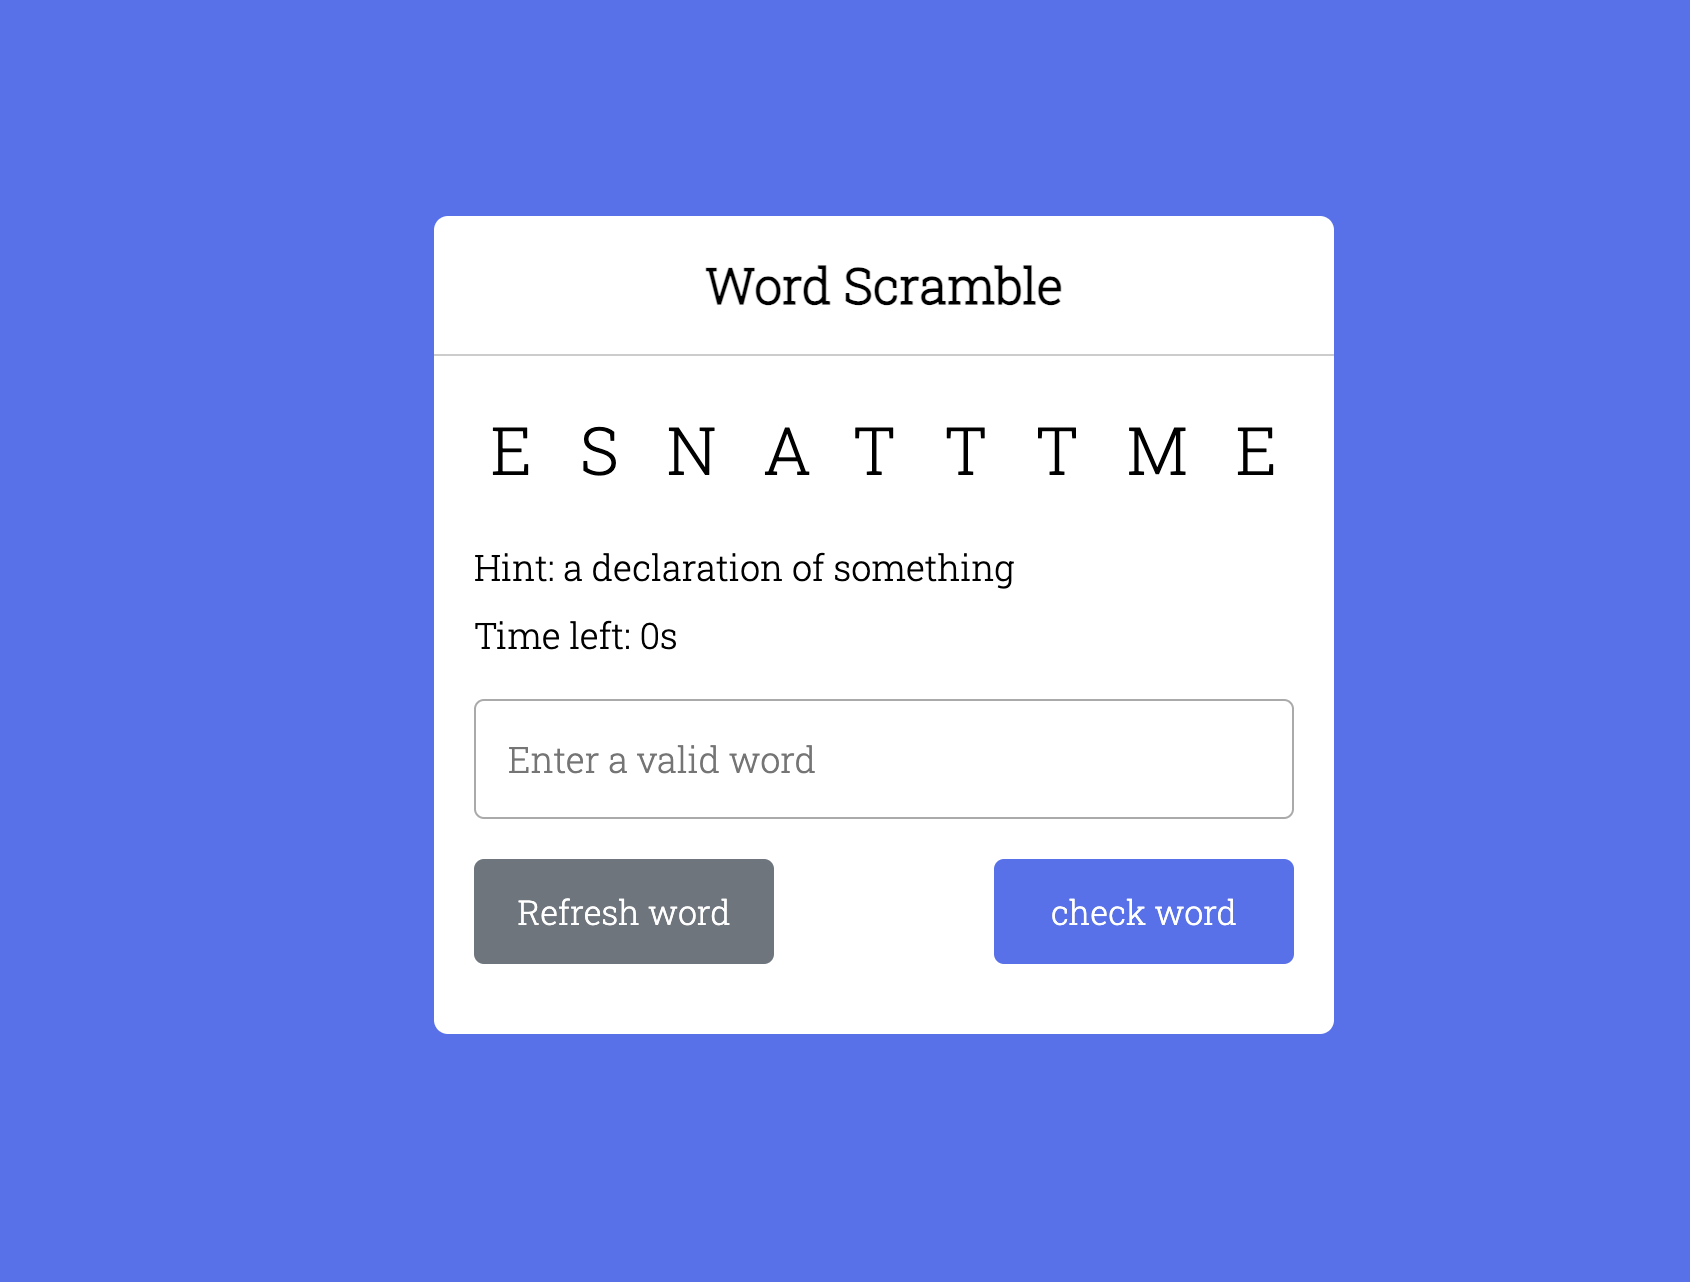 Word Scramble
E S N A T T T M E
Hint: a declaration of something
Time left: 0s
Enter a valid word
Refresh word
check word